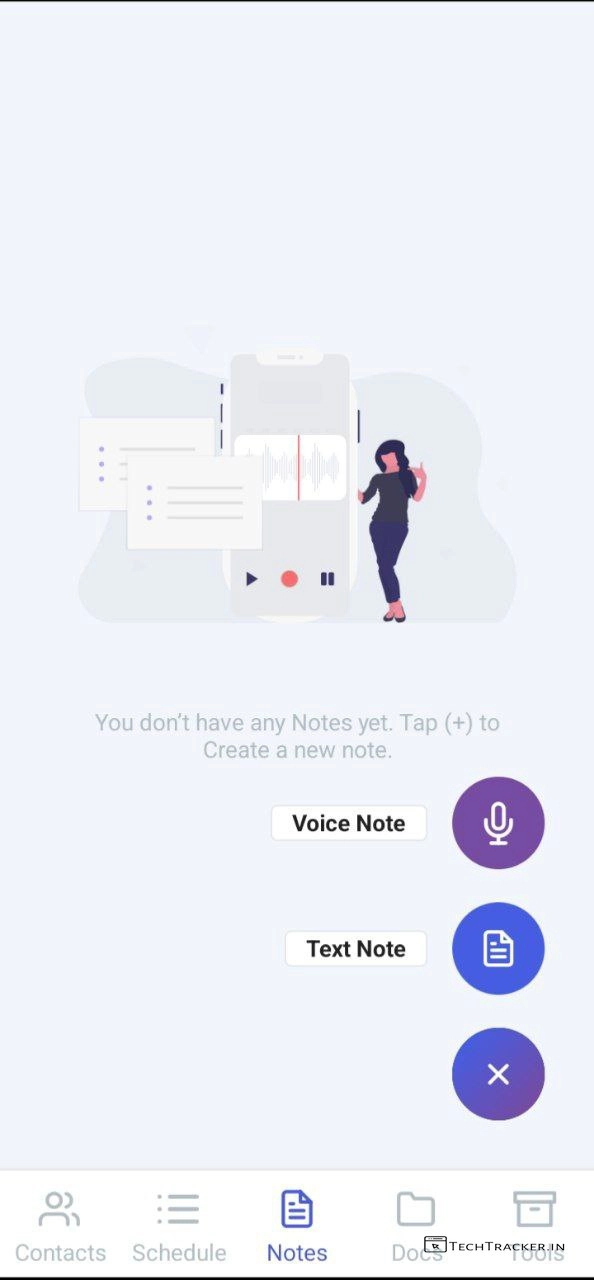 You don't have any Notes yet. Tap (+) to
Create a new note.
Voice Note
Text Note
Contacts
Schedule
Notes
Docs
Tools
TECHTRACKER.IN